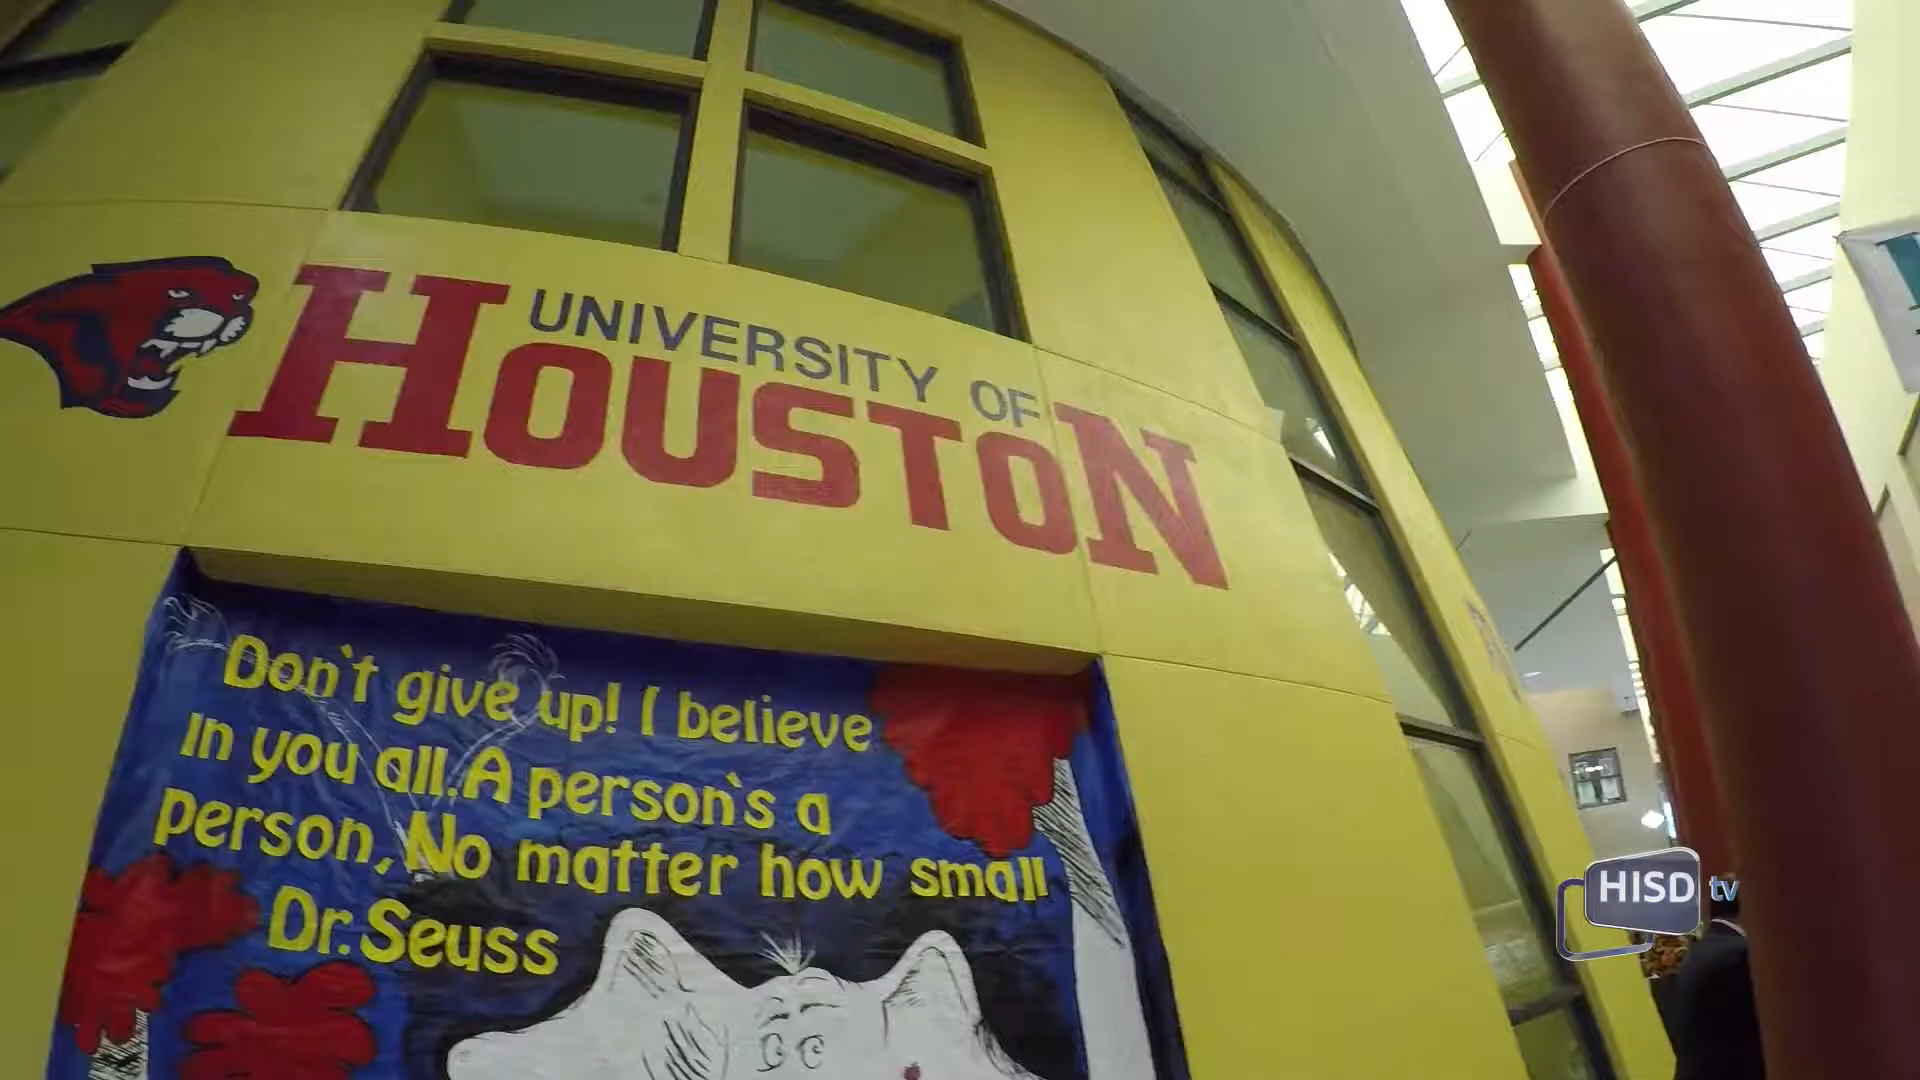 UNIVERSITY OF
HOUSTON
Don't give up! I believe
In you all. A person's a
person, No matter how small
Dr. Seuss
HISD tv